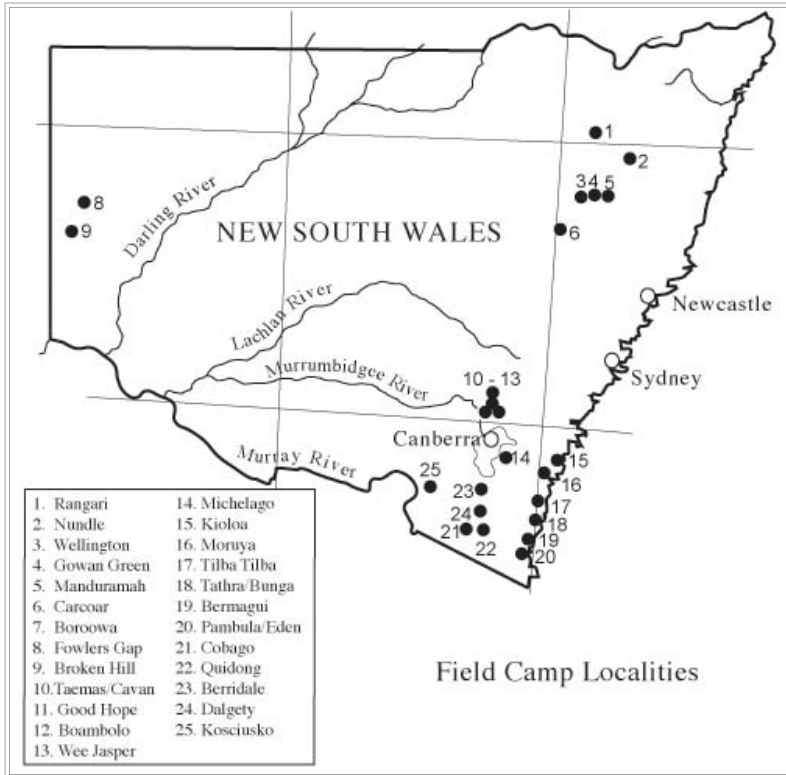 1
2
3 4 5
8
Darling River
6
9
NEW SOUTH WALES
Newcastle
Lachlan River
Sydney
Murrumbidgee River
10 - 13
Canberra
14
15
Murray River
25
16
23
17
24
18
21
22
19
20
1. Rangari
2. Nundle
3. Wellington
4. Gowan Green
5. Manduramah
6. Carcoar
7. Boroowa
8. Fowlers Gap
9. Broken Hill
10.Taemas/Cavan
11. Good Hope
12. Boambolo
13. Wee Jasper
14. Michelago
15. Kioloa
16. Moruya
17. Tilba Tilba
18. Tathra/Bunga
19. Bermagui
20. Pambula/Eden
21. Cobago
22. Quidong
23. Berridale
24. Dalgety
25. Kosciusko
Field Camp Localities